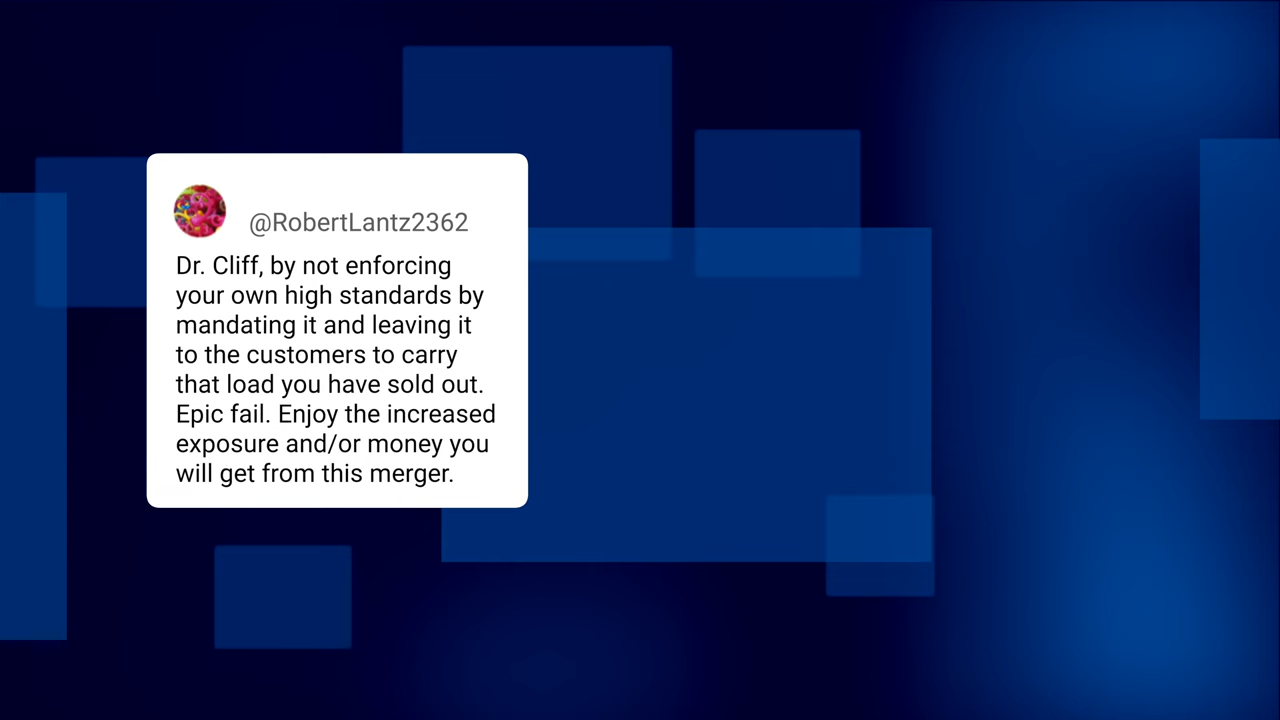 @RobertLantz2362
Dr. Cliff, by not enforcing
your own high standards by
mandating it and leaving it
to the customers to carry
that load you have sold out.
Epic fail. Enjoy the increased
exposure and/or money you
will get from this merger.